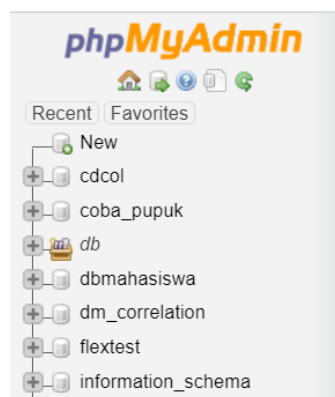 phpMyAdmin
Recent Favorites
New
cdcol
coba_pupuk
db
dbmahasiswa
dm_correlation
flextest
information_schema